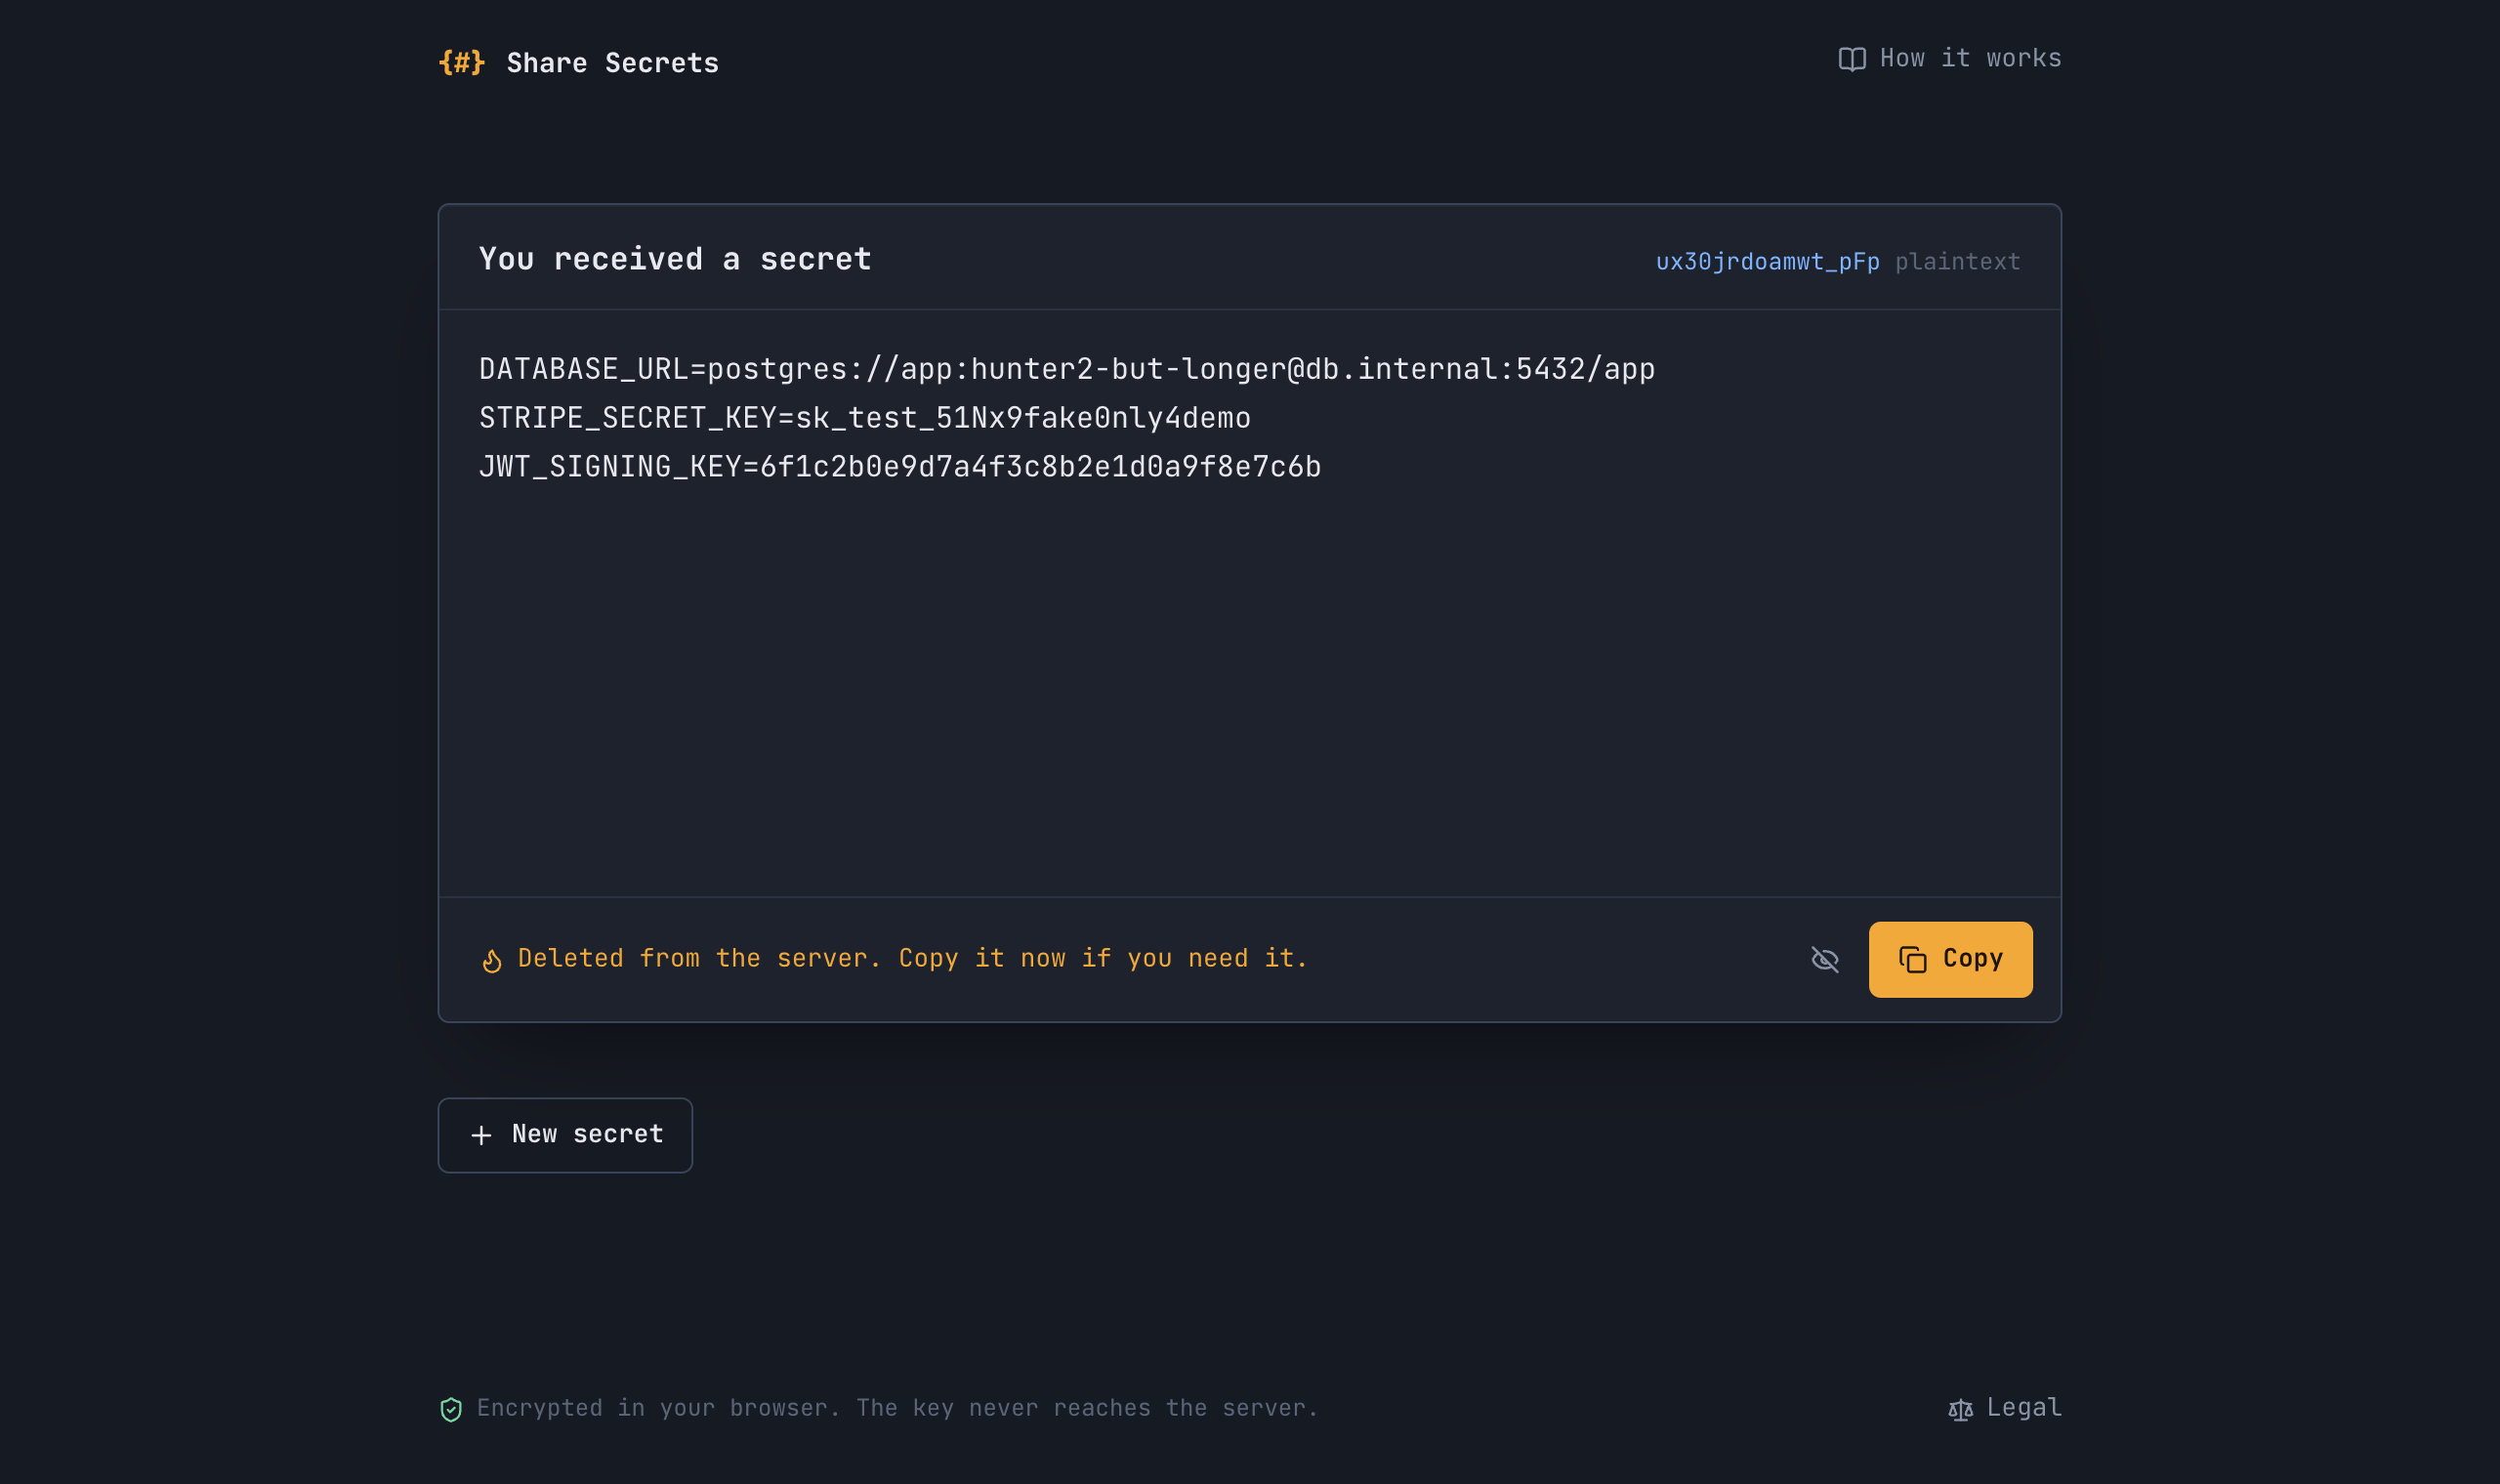 {#} Share Secrets
How it works
You received a secret
ux30jrdoamwt_pFp plaintext
DATABASE_URL=postgres://app:hunter2-but-longer@db.internal:5432/app
STRIPE_SECRET_KEY=sk_test_51Nx9fake0nly4demo
JWT_SIGNING_KEY=6f1c2b0e9d7a4f3c8b2e1d0a9f8e7c6b
Deleted from the server. Copy it now if you need it.
Copy
New secret
Encrypted in your browser. The key never reaches the server.
Legal